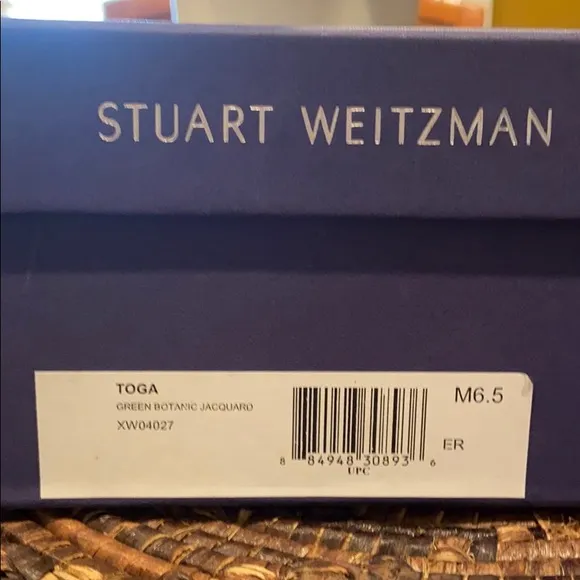 STUART WEITZMAN
TOGA
GREEN BOTANIC JACQUARD
XW04027
M6.5
ER
8 84948 30893 6
UPC